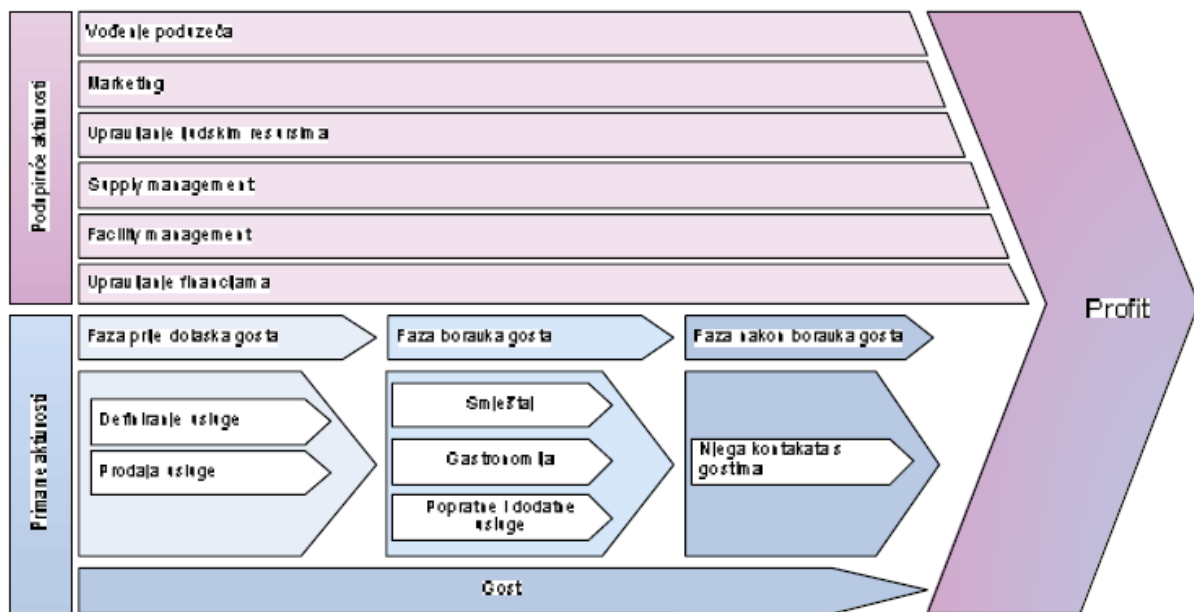 Podupiruće aktivnosti
Vođenje poduzeća
Marketing
Upravljanje ljudskim resursima
Supply management
Facility management
Upravljanje financijama
Profit
Primarne aktivnosti
Faza prije dolaska gosta
Faza boravka gosta
Faza nakon boravka gosta
Definiranje usluge
Prodaja usluge
Smještaj
Gastronomija
Popratne i dodatne
usluge
Njega kontakata s
gostima
Gost